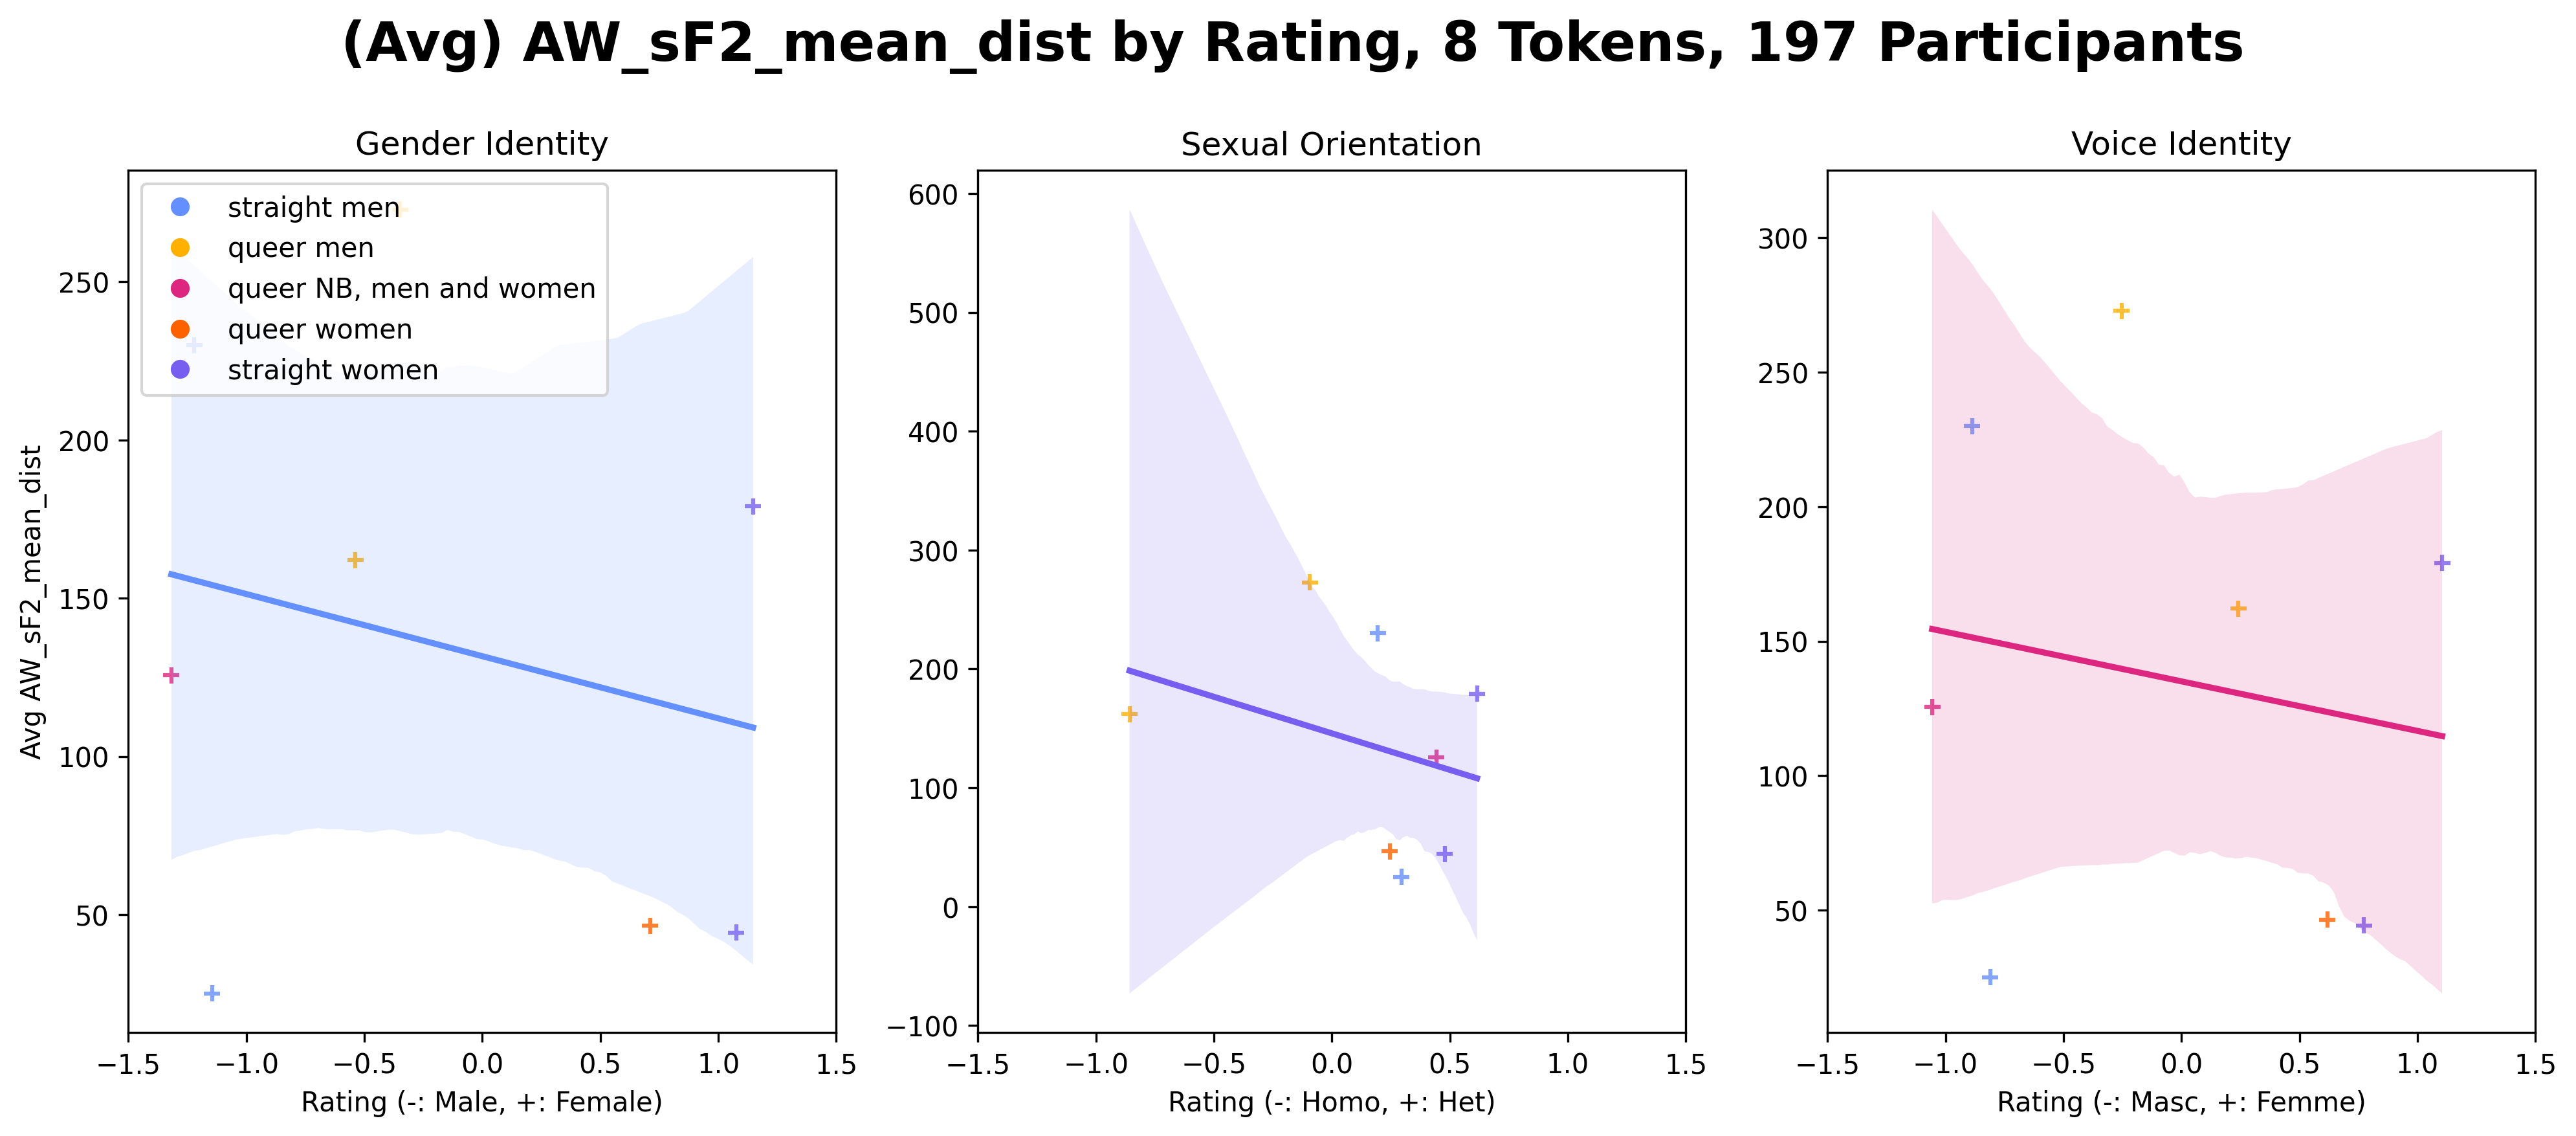 (Avg) AW_sF2_mean_dist by Rating, 8 Tokens, 197 Participants
Gender Identity
straight men
queer men
queer NB, men and women
queer women
straight women
250
200
150
100
50
Avg AW_sF2_mean_dist
−1.5 −1.0 −0.5 0.0 0.5 1.0 1.5
Rating (-: Male, +: Female)
Sexual Orientation
600
500
400
300
200
100
0
−100
−1.5 −1.0 −0.5 0.0 0.5 1.0 1.5
Rating (-: Homo, +: Het)
Voice Identity
300
250
200
150
100
50
−1.5 −1.0 −0.5 0.0 0.5 1.0 1.5
Rating (-: Masc, +: Femme)